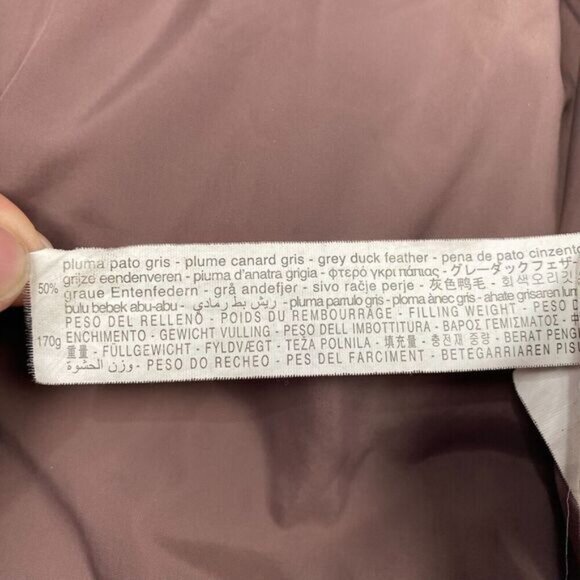 50% pluma pato gris - plume canard gris - grey duck feather - pena de pato cinzento
grijze eendenveren - piuma d'anatra grigia - φτερό γκρι πάπιας - グレーダックフェザー
graue Entenfedern - grå andefjer - sivo račje perje - 灰色鸭毛 - 회색 오리깃
bulu bebek abu-abu - ريش بط رمادي - pluma parrulo gris - ploma ànec gris - ahate grisaren lum
170g PESO DEL RELLENO - POIDS DU REMBOURRAGE - FILLING WEIGHT - PESO D
ENCHIMENTO - GEWICHT VULLING - PESO DELL IMBOTTITURA - ΒΑΡΟΣ ΓΕΜΙΣΜΑΤΟΣ - 中
重量 - FÜLLGEWICHT - FYLDVÆGT - TEŽA POLNILA - 填充量 - 충전재 중량 - BERAT PENGI
وزن الحشوة - PESO DO RECHEO - PES DEL FARCIMENT - BETEGARRIAREN PISU